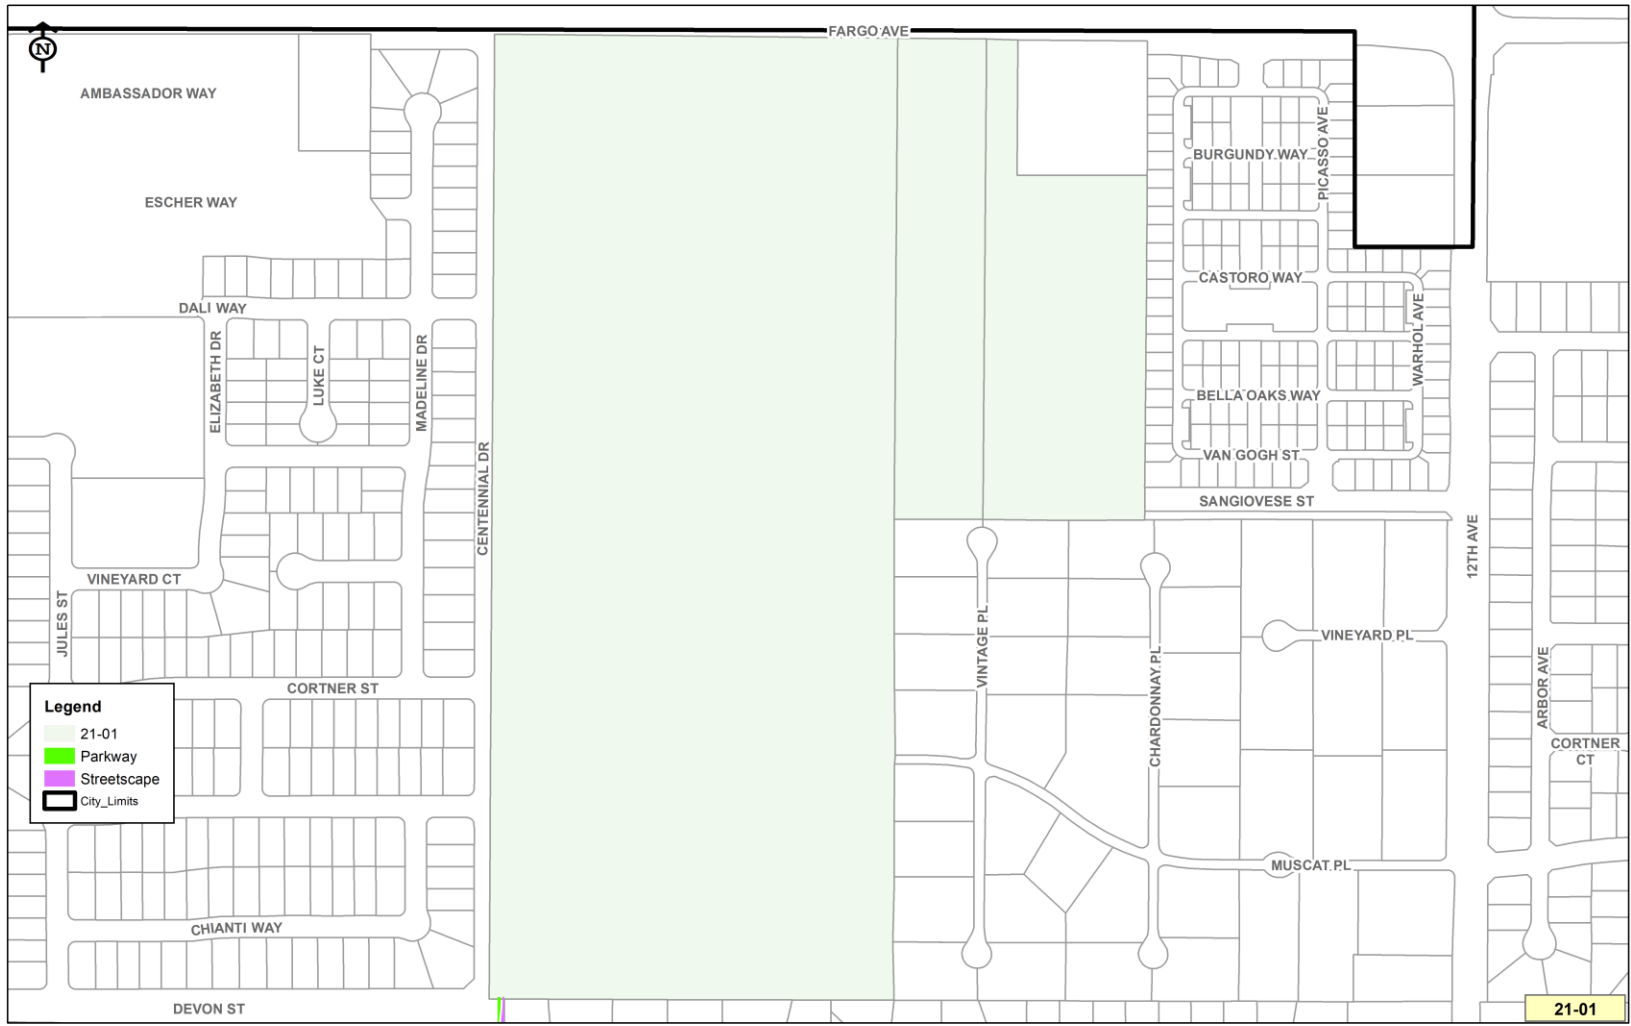 FARGO AVE
N
AMBASSADOR WAY
ESCHER WAY
DALI WAY
ELIZABETH DR
LUKE CT
MADELINE DR
CENTENNIAL DR
VINEYARD CT
JULES ST
CORTNER ST
CHIANTI WAY
DEVON ST
BURGUNDY WAY
PICASSO AVE
CASTORO WAY
WARHOL AVE
BELLA OAKS WAY
VAN GOGH ST
SANGIOVESE ST
12TH AVE
VINTAGE PL
CHARDONNAY PL
VINEYARD PL
MUSCAT PL
ARBOR AVE
CORTNER
CT
Legend
21-01
Parkway
Streetscape
City_Limits
21-01